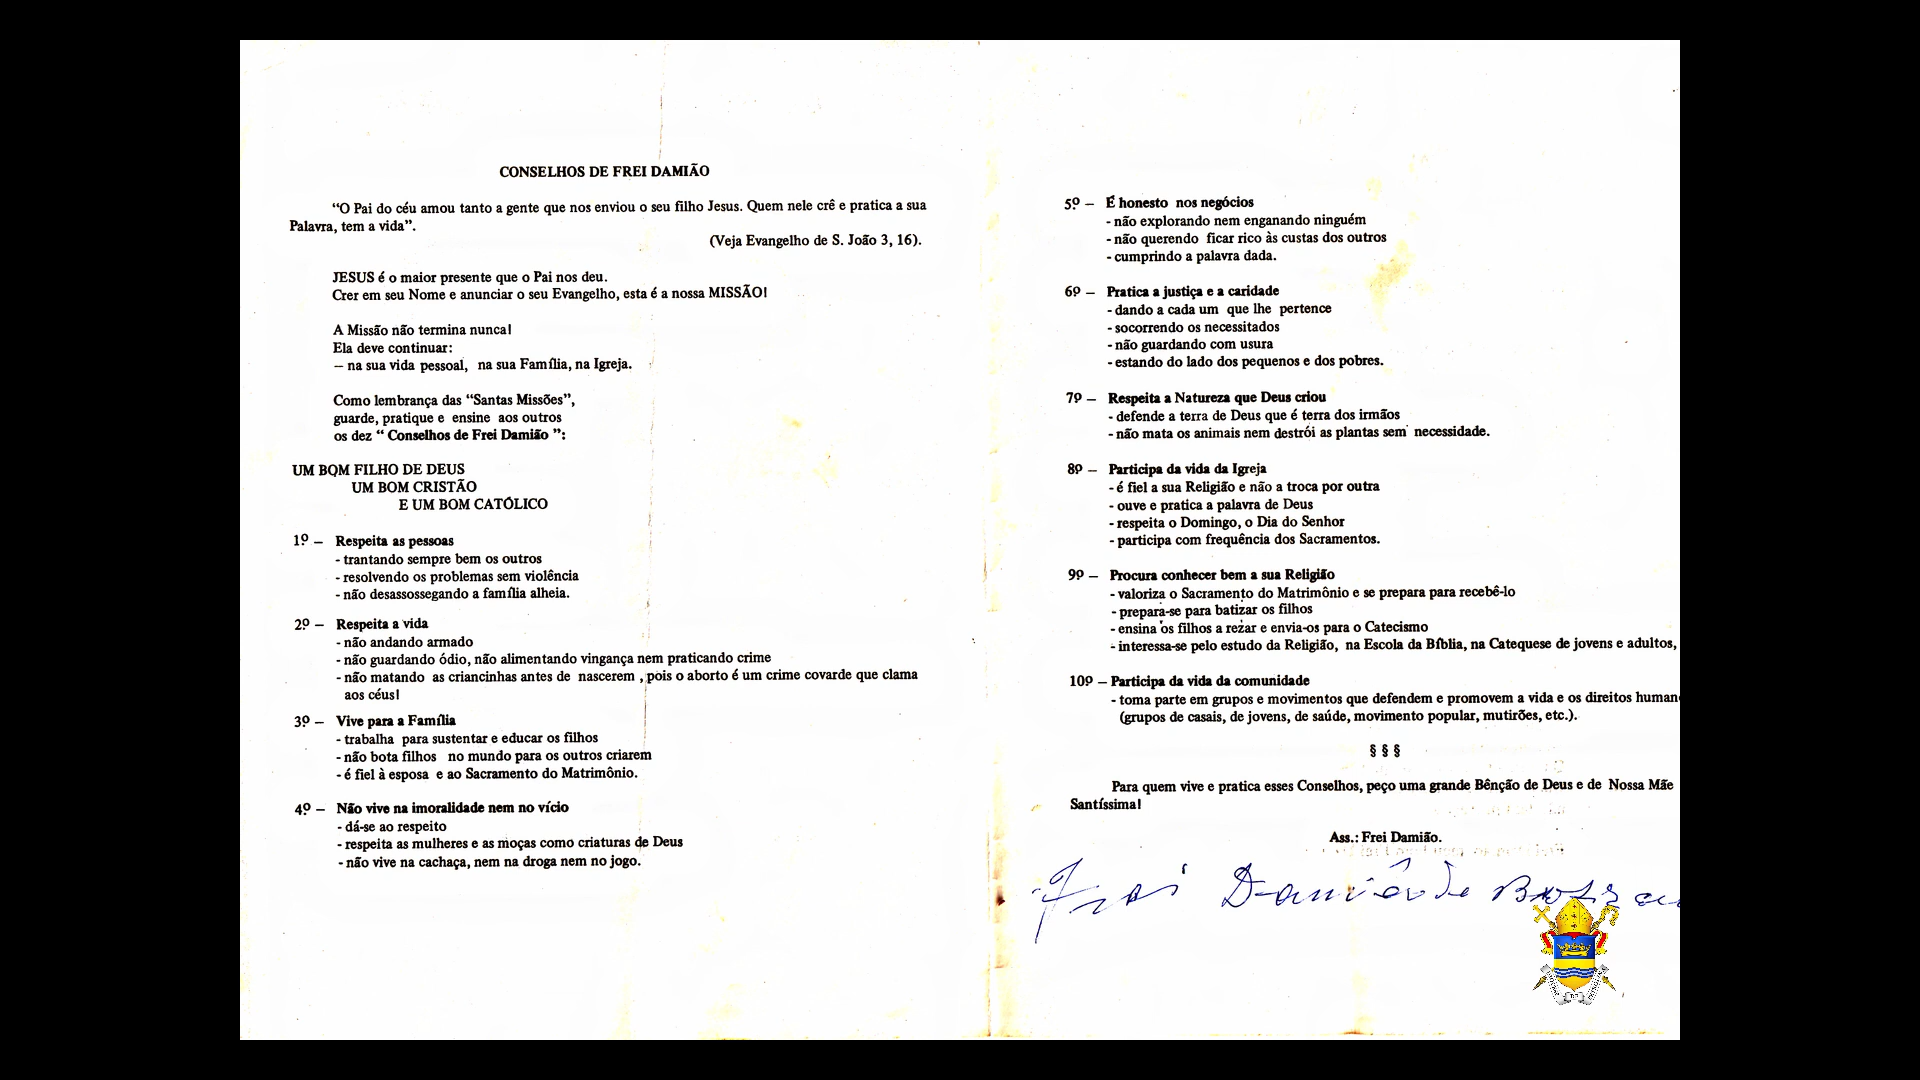 CONSELHOS DE FREI DAMIÃO
“O Pai do céu amou tanto a gente que nos enviou o seu filho Jesus. Quem nele crê e pratica a sua
Palavra, tem a vida”.
(Veja Evangelho de S. João 3, 16).
JESUS é o maior presente que o Pai nos deu.
Crer em seu Nome e anunciar o seu Evangelho, esta é a nossa MISSÃO!
A Missão não termina nunca!
Ela deve continuar:
— na sua vida pessoal, na sua Família, na Igreja.
Como lembrança das “Santas Missões”,
guarde, pratique e ensine aos outros
os dez “ Conselhos de Frei Damião ”:
UM BOM FILHO DE DEUS
UM BOM CRISTÃO
E UM BOM CATÓLICO
1º — Respeita as pessoas
- trantando sempre bem os outros
- resolvendo os problemas sem violência
- não desassossegando a família alheia.
2º — Respeita a vida
- não andando armado
- não guardando ódio, não alimentando vingança nem praticando crime
- não matando as criancinhas antes de nascerem , pois o aborto é um crime covarde que clama
aos céus!
3º — Vive para a Família
- trabalha para sustentar e educar os filhos
- não bota filhos no mundo para os outros criarem
- é fiel à esposa e ao Sacramento do Matrimônio.
4º — Não vive na imoralidade nem no vício
- dá-se ao respeito
- respeita as mulheres e as moças como criaturas de Deus
- não vive na cachaça, nem na droga nem no jogo.
5º — É honesto nos negócios
- não explorando nem enganando ninguém
- não querendo ficar rico às custas dos outros
- cumprindo a palavra dada.
6º — Pratica a justiça e a caridade
- dando a cada um que lhe pertence
- socorrendo os necessitados
- não guardando com usura
- estando do lado dos pequenos e dos pobres.
7º — Respeita a Natureza que Deus criou
- defende a terra de Deus que é terra dos irmãos
- não mata os animais nem destrói as plantas sem necessidade.
8º — Participa da vida da Igreja
- é fiel a sua Religião e não a troca por outra
- ouve e pratica a palavra de Deus
- respeita o Domingo, o Dia do Senhor
- participa com frequência dos Sacramentos.
9º — Procura conhecer bem a sua Religião
- valoriza o Sacramento do Matrimônio e se prepara para recebê-lo
- prepara-se para batizar os filhos
- ensina os filhos a rezar e envia-os para o Catecismo
- interessa-se pelo estudo da Religião, na Escola da Bíblia, na Catequese de jovens e adultos,
10º — Participa da vida da comunidade
- toma parte em grupos e movimentos que defendem e promovem a vida e os direitos human
(grupos de casais, de jovens, de saúde, movimento popular, mutirões, etc.).
§ § §
Para quem vive e pratica esses Conselhos, peço uma grande Bênção de Deus e de Nossa Mãe
Santíssima!
Ass.: Frei Damião.
Frei Damião de